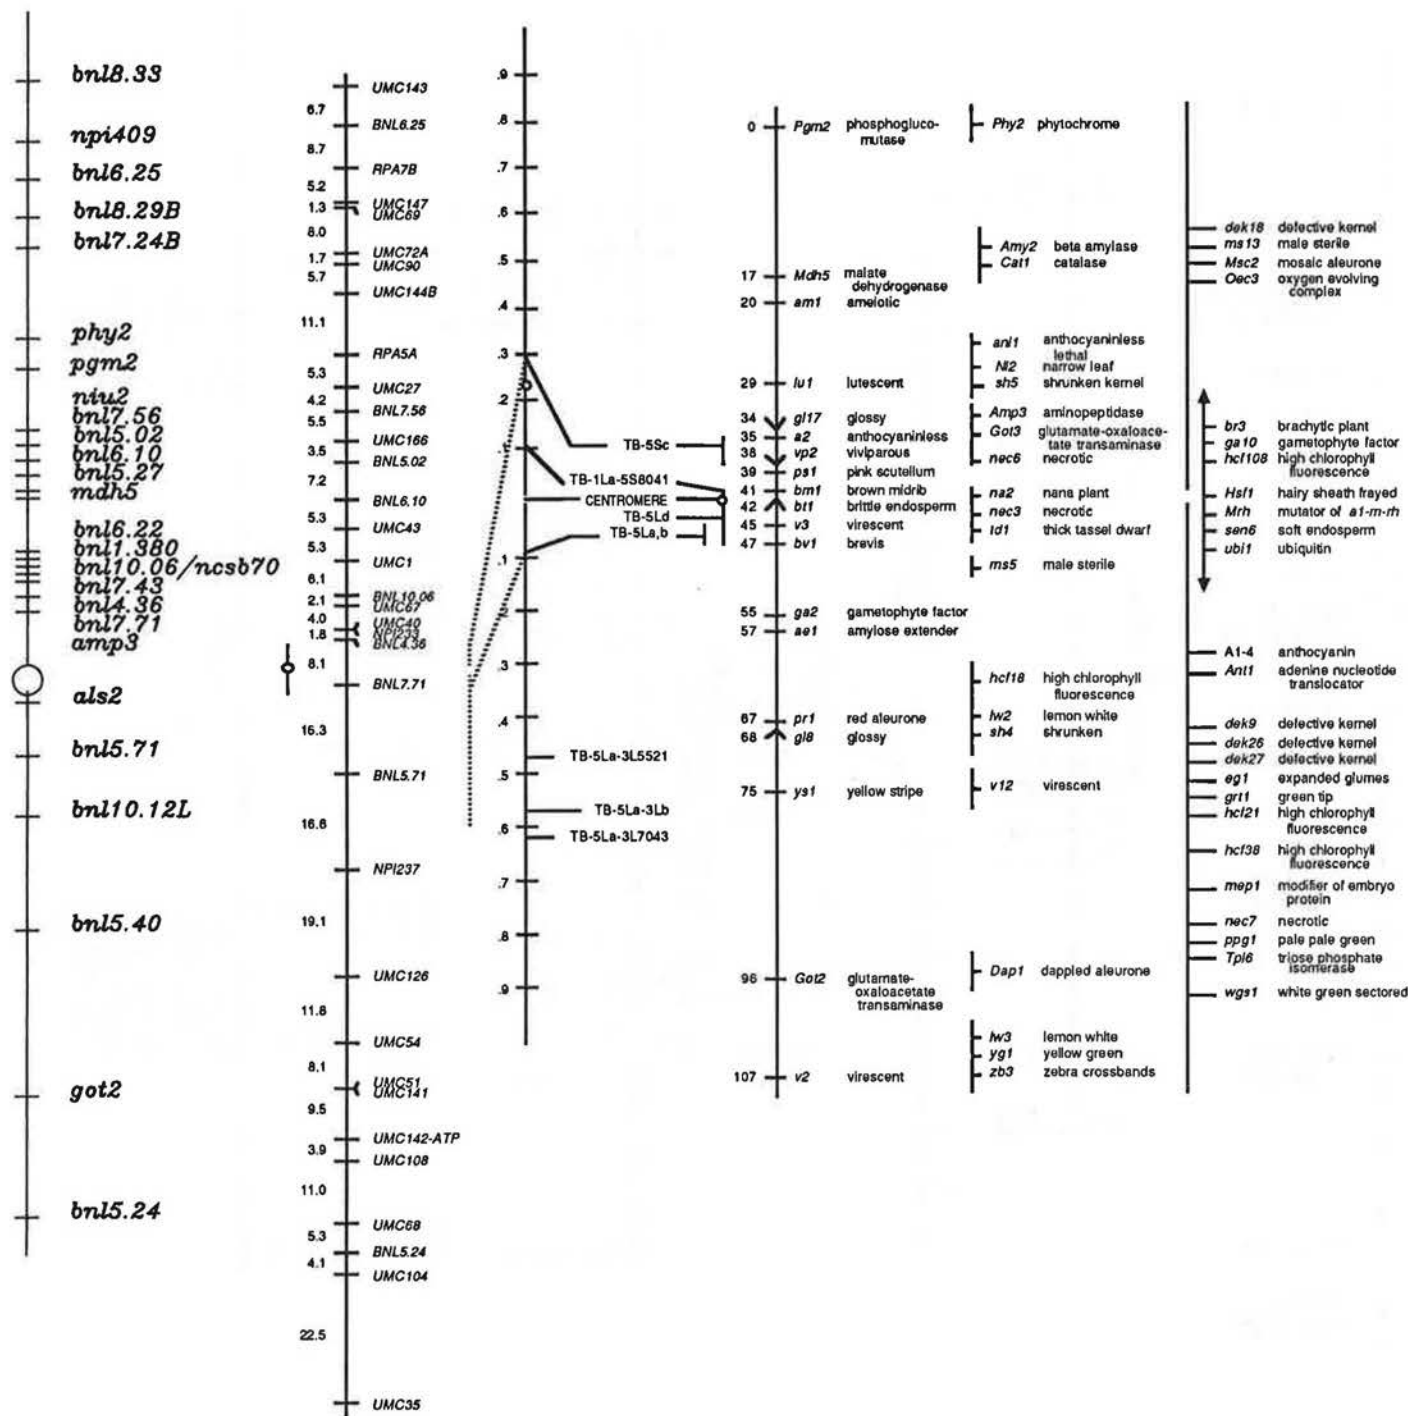 bnl8.33
npi409
bnl6.25
bnl8.29B
bnl7.24B
phy2
pgm2
niu2
bnl7.56
bnl5.02
bnl6.10
bnl5.27
mdh5
bnl6.22
bnl1.380
bnl10.06/ncsb70
bnl7.43
bnl4.36
bnl7.71
amp3
als2
bnl5.71
bnl10.12L
bnl5.40
got2
bnl5.24
UMC143
6.7
BNL6.25
8.7
RPA7B
5.2
UMC147
1.3
UMC69
8.0
UMC72A
1.7
UMC90
5.7
UMC144B
11.1
RPA5A
5.3
UMC27
4.2
BNL7.56
5.5
UMC166
3.5
BNL5.02
7.2
BNL6.10
5.3
UMC43
5.3
UMC1
6.1
BNL10.06
2.1
UMC67
4.0
UMC40
1.8
NPI233
BNL4.36
8.1
BNL7.71
16.3
BNL5.71
16.6
NPI237
19.1
UMC126
11.8
UMC54
8.1
UMC51
UMC141
9.5
UMC142-ATP
3.9
UMC108
11.0
UMC68
5.3
BNL5.24
4.1
UMC104
22.5
UMC35
.9
.8
.7
.6
.5
.4
.3
.2
.1
.1
.2
.3
.4
.5
.6
.7
.8
.9
TB-5Sc
TB-1La-5S8041
CENTROMERE
TB-5Ld
TB-5La,b
TB-5La-3L5521
TB-5La-3Lb
TB-5La-3L7043
0 Pgm2 phosphogluco-
mutase
17 Mdh5 malate
dehydrogenase
20 am1 ameiotic
29 lu1 lutescent
34 gl17 glossy
35 a2 anthocyaninless
38 vp2 viviparous
39 ps1 pink scutellum
41 bm1 brown midrib
42 bt1 brittle endosperm
45 v3 virescent
47 bv1 brevis
55 ga2 gametophyte factor
57 ae1 amylose extender
67 pr1 red aleurone
68 gl8 glossy
75 ys1 yellow stripe
96 Got2 glutamate-
oxaloacetate
transaminase
107 v2 virescent
Phy2 phytochrome
Amy2 beta amylase
Cat1 catalase
anl1 anthocyaninless
lethal
Nl2 narrow leaf
sh5 shrunken kernel
Amp3 aminopeptidase
Got3 glutamate-oxaloace-
tate transaminase
nec6 necrotic
na2 nana plant
nec3 necrotic
td1 thick tassel dwarf
ms5 male sterile
hcf18 high chlorophyll
fluorescence
lw2 lemon white
sh4 shrunken
v12 virescent
Dap1 dappled aleurone
lw3 lemon white
yg1 yellow green
zb3 zebra crossbands
dek18 defective kernel
ms13 male sterile
Msc2 mosaic aleurone
Oec3 oxygen evolving
complex
br3 brachytic plant
ga10 gametophyte factor
hcf108 high chlorophyll
fluorescence
Hsf1 hairy sheath frayed
Mrh mutator of a1-m-rh
sen6 soft endosperm
ubi1 ubiquitin
A1-4 anthocyanin
Ant1 adenine nucleotide
translocator
dek9 defective kernel
dek26 defective kernel
dek27 defective kernel
eg1 expanded glumes
grt1 green tip
hcf21 high chlorophyll
fluorescence
hcf38 high chlorophyll
fluorescence
mep1 modifier of embryo
protein
nec7 necrotic
ppg1 pale pale green
Tpi6 triose phosphate
isomerase
wgs1 white green sectored